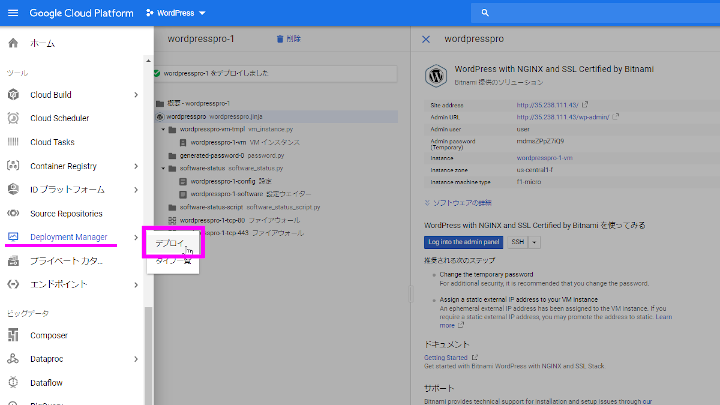 Google Cloud Platform
WordPress
ホーム
ツール
Cloud Build
Cloud Scheduler
Cloud Tasks
Container Registry
IO プラットフォーム
Source Repositories
Deployment Manager
プライベート カタ...
エンドポイント
ビッグデータ
Composer
Dataproc
Dataflow
デプロイ
タイプ一覧
wordpresspro-1
削除
wordpresspro-1 をデプロイしました
概要 - wordpresspro-1
wordpresspro wordpresspro.jinja
wordpresspro-vm-tmpl vm_instance.py
wordpresspro-1-vm VM インスタンス
generated-password-0 password.py
software-status software_status.py
wordpresspro-1-config 設定
wordpresspro-1-software 設定ウェイター...
software-status-script software_status_script.py
wordpresspro-1-tcp-80 ファイアウォール
wordpresspro-1-tcp-443 ファイアウォール
wordpresspro
WordPress with NGINX and SSL Certified by Bitnami
Bitnami 提供のソリューション
Site address http://35.238.111.43/
Admin URL http://35.238.111.43/wp-admin/
Admin user user
Admin password (Temporary)
Instance wordpresspro-1-vm
Instance zone us-central1-f
Instance machine type f1-micro
ソフトウェアの詳細
WordPress with NGINX and SSL Certified by Bitnami を使ってみる
Log into the admin panel
SSH
推奨される次のステップ
Change the temporary password
For additional security, it is recommended that you change the password.
Assign a static external IP address to your VM instance
An ephemeral external IP address has been assigned to the VM instance. If you
require a static external IP address, you may promote the address to static. Learn
more
ドキュメント
Getting Started
Get started with Bitnami WordPress with NGINX and SSL Stack
サポート
Bitnami provides technical support for installation and setup issues through our